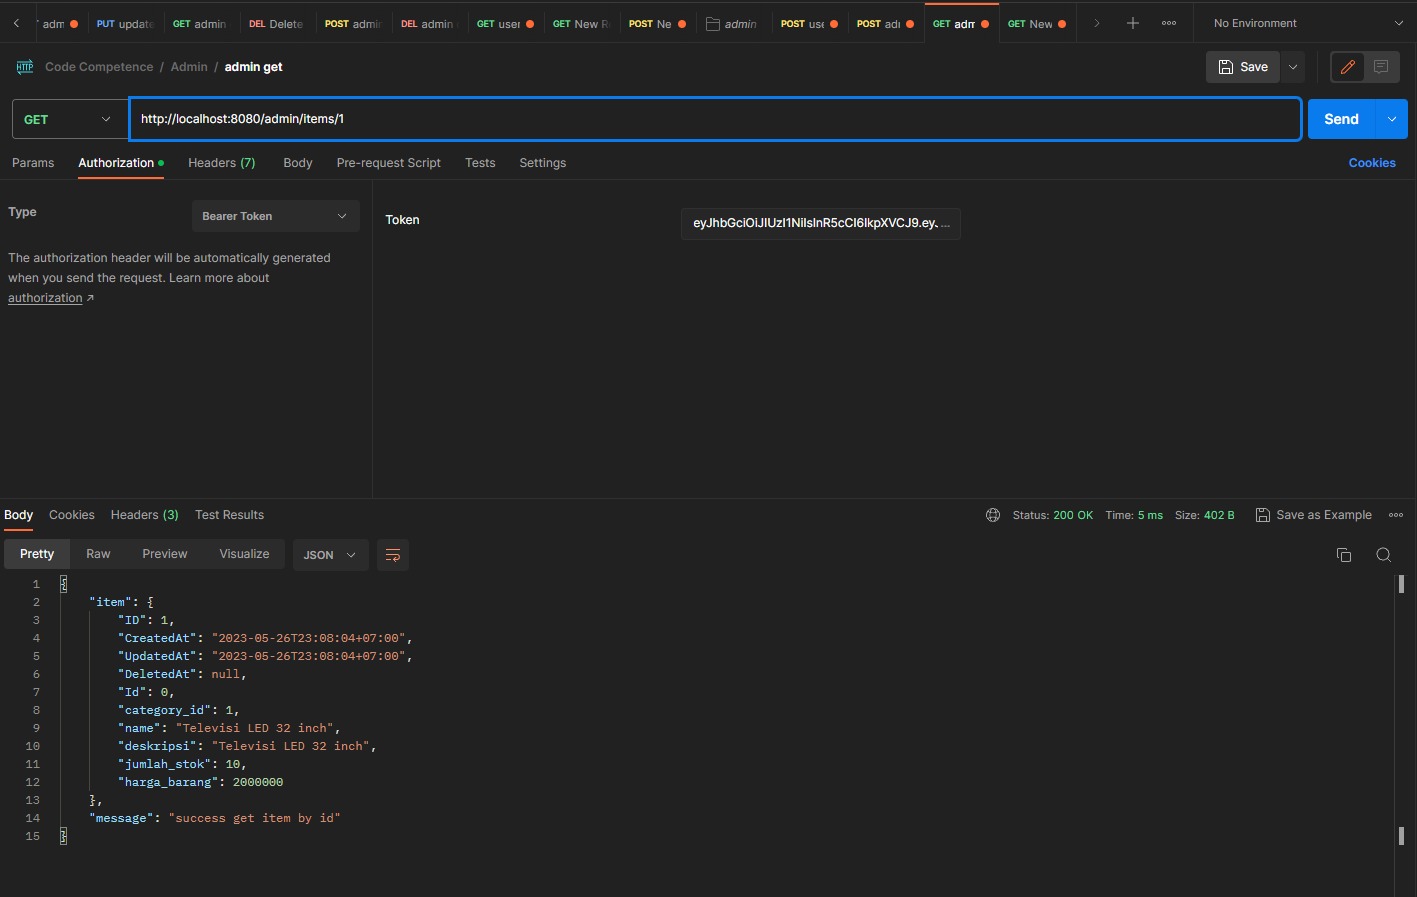 adm PUT update GET admin DEL Delete POST admin DEL admin GET user GET New R POST Ne admin POST use POST adı GET adm GET New No Environment
HTTP Code Competence / Admin / admin get Save
GET http://localhost:8080/admin/items/1 Send
Params Authorization Headers (7) Body Pre-request Script Tests Settings Cookies
Type Bearer Token
The authorization header will be automatically generated
when you send the request. Learn more about
authorization ↗
Token eyJhbGciOiJIUzI1NiIsInR5cCI6IkpXVCJ9.ey. ...
Body Cookies Headers (3) Test Results Status: 200 OK Time: 5 ms Size: 402 B Save as Example
Pretty Raw Preview Visualize JSON
1 {
2 "item": {
3 "ID": 1,
4 "CreatedAt": "2023-05-26T23:08:04+07:00",
5 "UpdatedAt": "2023-05-26T23:08:04+07:00",
6 "DeletedAt": null,
7 "Id": 0,
8 "category_id": 1,
9 "name": "Televisi LED 32 inch",
10 "deskripsi": "Televisi LED 32 inch",
11 "jumlah_stok": 10,
12 "harga_barang": 2000000
13 },
14 "message": "success get item by id"
15 }